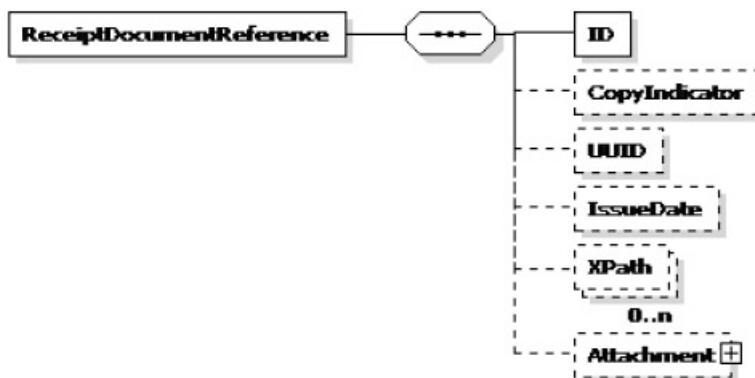 ReceiptDocumentReference
ID
CopyIndicator
UUID
IssueDate
XPath
0..n
Attachment